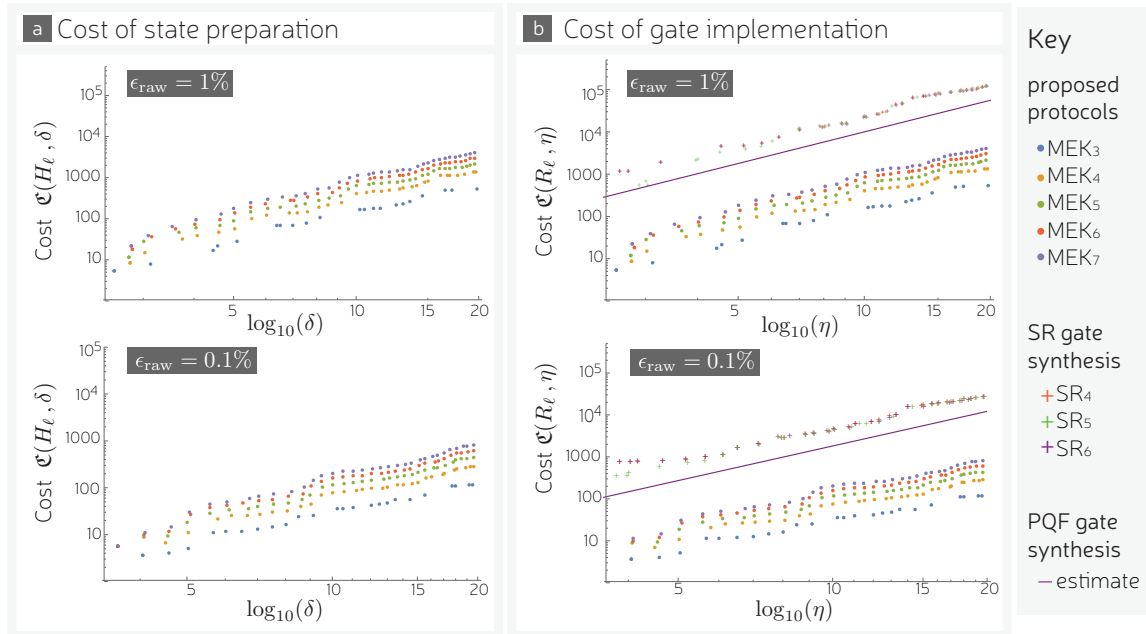 a Cost of state preparation
ϵraw = 1%
Cost ℭ(Hℓ, δ)
10⁵
10⁴
1000
100
10
5 10 15 20
log₁₀(δ)
ϵraw = 0.1%
Cost ℭ(Hℓ, δ)
10⁵
10⁴
1000
100
10
5 10 15 20
log₁₀(δ)
b Cost of gate implementation
ϵraw = 1%
Cost ℭ(Rℓ, η)
10⁵
10⁴
1000
100
10
5 10 15 20
log₁₀(η)
ϵraw = 0.1%
Cost ℭ(Rℓ, η)
10⁵
10⁴
1000
100
10
5 10 15 20
log₁₀(η)
Key
proposed
protocols
MEK₃
MEK₄
MEK₅
MEK₆
MEK₇
SR gate
synthesis
SR₄
SR₅
SR₆
PQF gate
synthesis
estimate